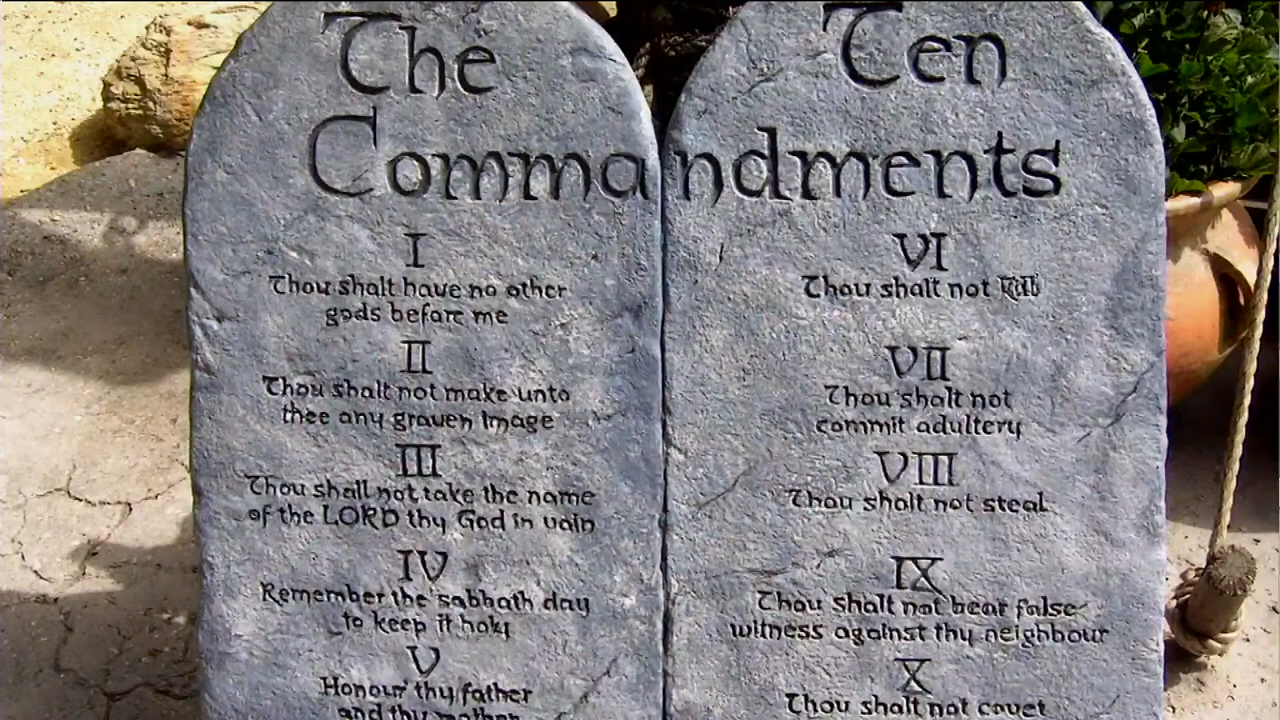 The Ten
Commandments
I
Thou shalt have no other
gods before me
II
Thou shalt not make unto
thee any graven image
III
Thou shall not take the name
of the LORD thy God in vain
IV
Remember the sabbath day
to keep it holy
V
Honour thy father
and thy mother
VI
Thou shalt not kill
VII
Thou shalt not
commit adultery
VIII
Thou shalt not steal
IX
Thou shalt not bear false
witness against thy neighbour
X
Thou shalt not covet